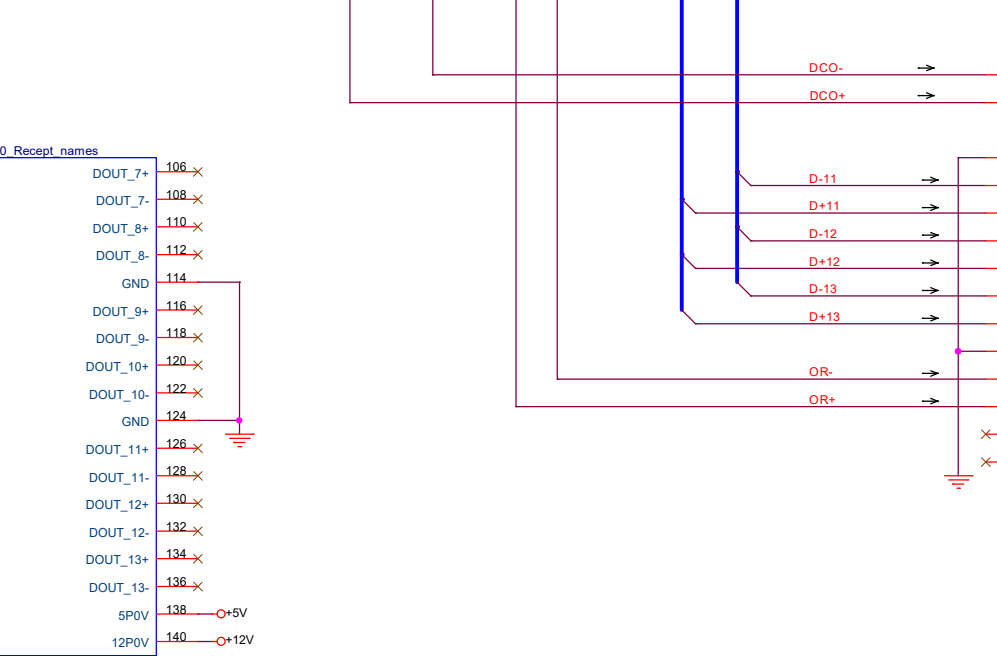 DCO-
DCO+
0_Recept_names
DOUT_7+ 106
DOUT_7- 108
DOUT_8+ 110
DOUT_8- 112
GND 114
DOUT_9+ 116
DOUT_9- 118
DOUT_10+ 120
DOUT_10- 122
GND 124
DOUT_11+ 126
DOUT_11- 128
DOUT_12+ 130
DOUT_12- 132
DOUT_13+ 134
DOUT_13- 136
5P0V 138 +5V
12P0V 140 +12V
D-11
D+11
D-12
D+12
D-13
D+13
OR-
OR+